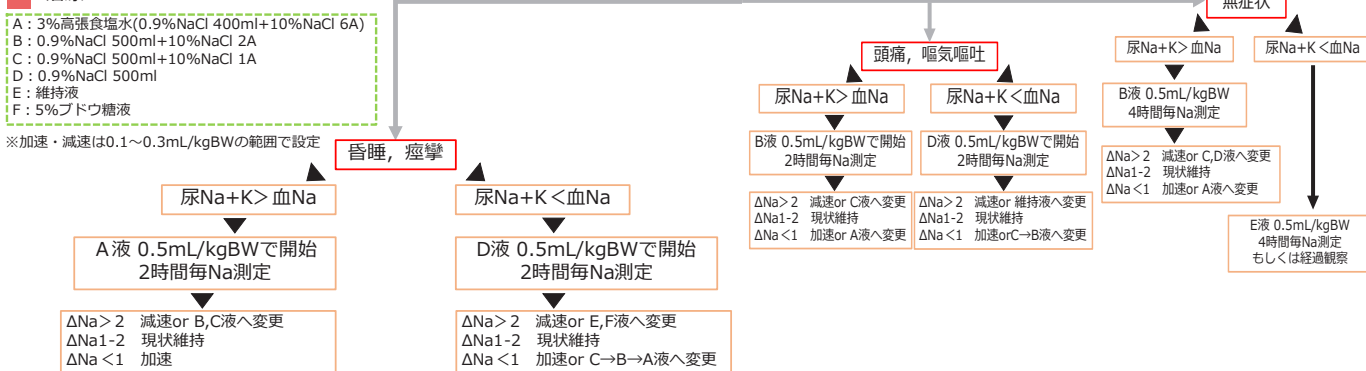 無症状
A：3%高張食塩水(0.9%NaCl 400ml+10%NaCl 6A)
B：0.9%NaCl 500ml+10%NaCl 2A
C：0.9%NaCl 500ml+10%NaCl 1A
D：0.9%NaCl 500ml
E：維持液
F：5%ブドウ糖液
※加速・減速は0.1～0.3mL/kgBWの範囲で設定
昏睡，痙攣
尿Na+K＞血Na
A液 0.5mL/kgBWで開始
2時間毎Na測定
ΔNa＞2　減速or B,C液へ変更
ΔNa1-2　現状維持
ΔNa＜1　加速
尿Na+K＜血Na
D液 0.5mL/kgBWで開始
2時間毎Na測定
ΔNa＞2　減速or E,F液へ変更
ΔNa1-2　現状維持
ΔNa＜1　加速or C→B→A液へ変更
頭痛，嘔気嘔吐
尿Na+K＞血Na
B液 0.5mL/kgBWで開始
2時間毎Na測定
ΔNa＞2　減速or C液へ変更
ΔNa1-2　現状維持
ΔNa＜1　加速or A液へ変更
尿Na+K＜血Na
D液 0.5mL/kgBWで開始
2時間毎Na測定
ΔNa＞2　減速or 維持液へ変更
ΔNa1-2　現状維持
ΔNa＜1　加速orC→B液へ変更
尿Na+K＞血Na
B液 0.5mL/kgBW
4時間毎Na測定
ΔNa＞2　減速or C,D液へ変更
ΔNa1-2　現状維持
ΔNa＜1　加速or A液へ変更
尿Na+K＜血Na
E液 0.5mL/kgBW
4時間毎Na測定
もしくは経過観察